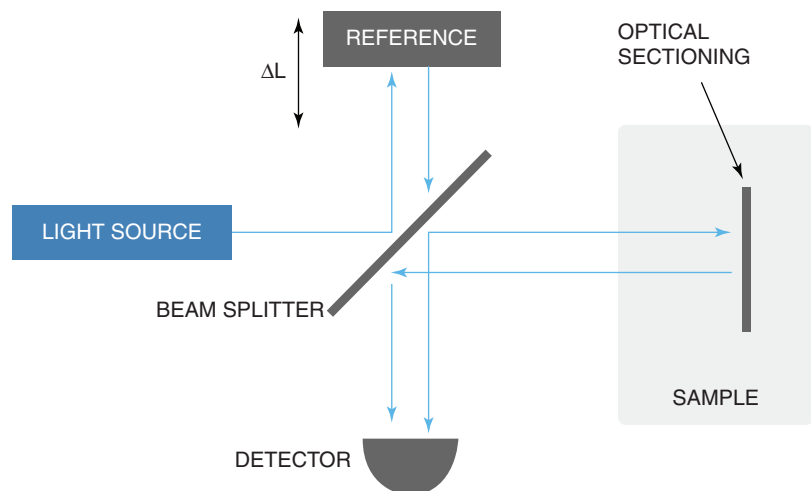 REFERENCE
OPTICAL
SECTIONING
ΔL
LIGHT SOURCE
BEAM SPLITTER
SAMPLE
DETECTOR